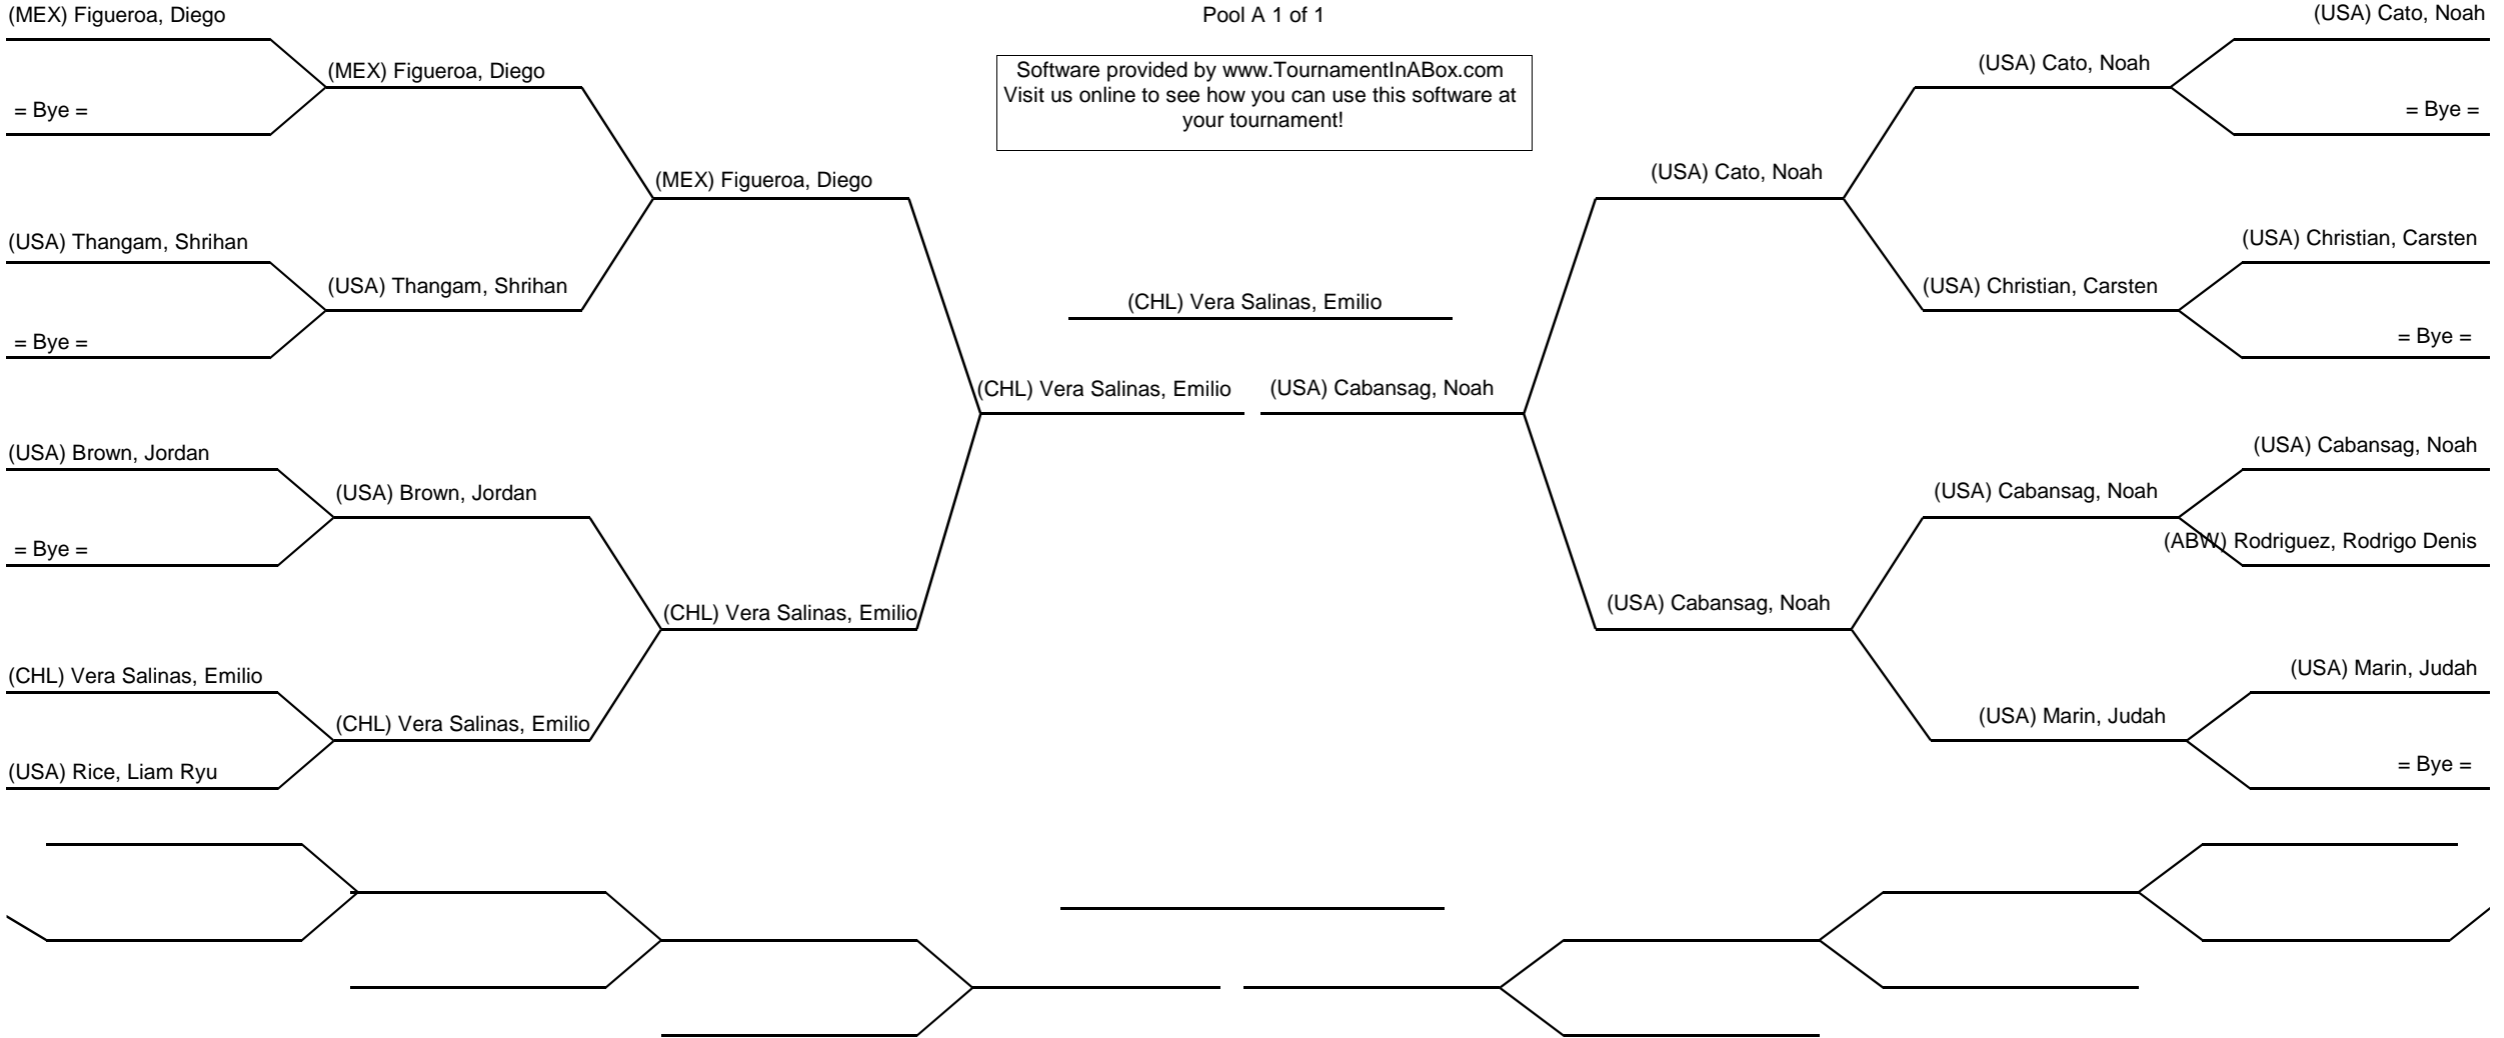 (MEX) Figueroa, Diego
Pool A 1 of 1
(USA) Cato, Noah
(MEX) Figueroa, Diego
Software provided by www.TournamentInABox.com
Visit us online to see how you can use this software at
your tournament!
(USA) Cato, Noah
= Bye =
= Bye =
(MEX) Figueroa, Diego
(USA) Cato, Noah
(USA) Thangam, Shrihan
(USA) Christian, Carsten
(USA) Thangam, Shrihan
(CHL) Vera Salinas, Emilio
(USA) Christian, Carsten
= Bye =
= Bye =
(CHL) Vera Salinas, Emilio
(USA) Cabansag, Noah
(USA) Brown, Jordan
(USA) Cabansag, Noah
(USA) Brown, Jordan
(USA) Cabansag, Noah
= Bye =
(ABW) Rodriguez, Rodrigo Denis
(CHL) Vera Salinas, Emilio
(USA) Cabansag, Noah
(CHL) Vera Salinas, Emilio
(USA) Marin, Judah
(CHL) Vera Salinas, Emilio
(USA) Marin, Judah
(USA) Rice, Liam Ryu
= Bye =